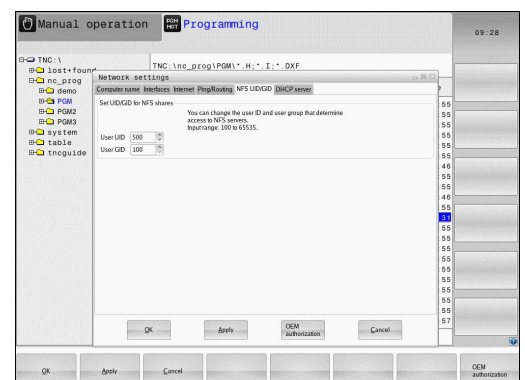 Manual operation
PGM MGT Programming
09:28
TNC:\
lost+found
nc_prog
demo
PGM
PGM2
PGM3
system
table
tncguide
TNC:\nc_prog\PGM\*.H;*.I;*.DXF
Network settings
Computer name Interfaces Internet Ping/Routing NFS UID/GID DHCP server
Set UID/GID for NFS shares
You can change the user ID and user group that determine
access to NFS servers.
Input range: 100 to 65535.
User UID 500
User GID 100
55
55
55
55
55
55
46
55
55
46
55
31
55
55
55
55
55
55
55
55
55
57
OK Apply OEM authorization Cancel
OK Apply Cancel OEM authorization